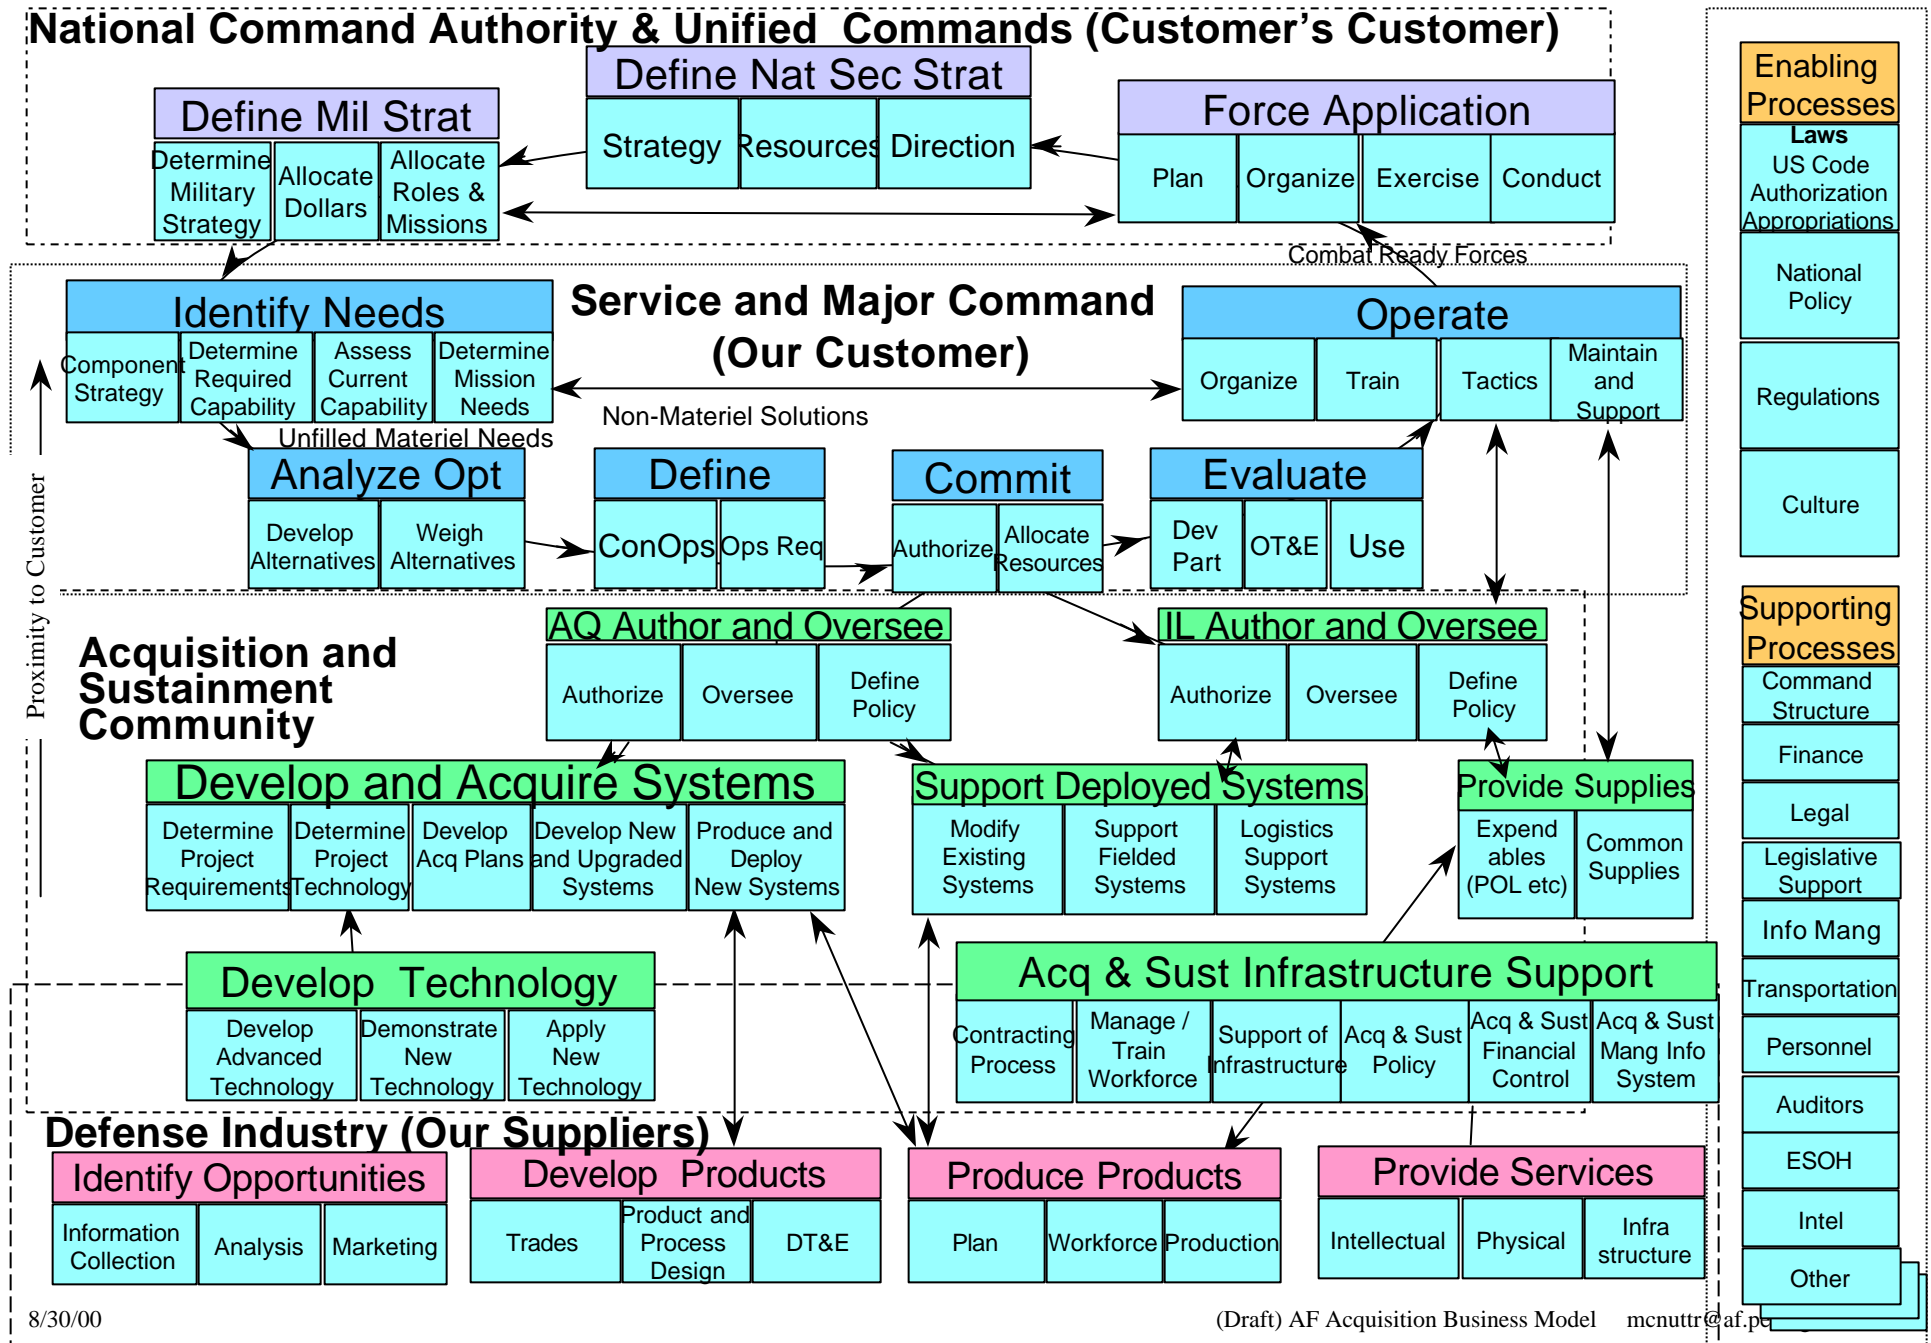 National Command Authority & Unified Commands (Customer's Customer)
Define Nat Sec Strat
Strategy
Resources
Direction
Define Mil Strat
Determine
Military
Strategy
Allocate
Dollars
Allocate
Roles &
Missions
Force Application
Plan
Organize
Exercise
Conduct
Combat Ready Forces
Service and Major Command
(Our Customer)
Identify Needs
Component
Strategy
Determine
Required
Capability
Assess
Current
Capability
Determine
Mission
Needs
Operate
Organize
Train
Tactics
Maintain
and
Support
Non-Materiel Solutions
Unfilled Materiel Needs
Analyze Opt
Develop
Alternatives
Weigh
Alternatives
Define
ConOps
Ops Req
Commit
Authorize
Allocate
Resources
Evaluate
Dev
Part
OT&E
Use
Proximity to Customer
Acquisition and
Sustainment
Community
AQ Author and Oversee
Authorize
Oversee
Define
Policy
IL Author and Oversee
Authorize
Oversee
Define
Policy
Develop and Acquire Systems
Determine
Project
Requirements
Determine
Project
Technology
Develop
Acq Plans
Develop New
and Upgraded
Systems
Produce and
Deploy
New Systems
Support Deployed Systems
Modify
Existing
Systems
Support
Fielded
Systems
Logistics
Support
Systems
Provide Supplies
Expend
ables
(POL etc)
Common
Supplies
Develop Technology
Develop
Advanced
Technology
Demonstrate
New
Technology
Apply
New
Technology
Acq & Sust Infrastructure Support
Contracting
Process
Manage /
Train
Workforce
Support of
Infrastructure
Acq & Sust
Policy
Acq & Sust
Financial
Control
Acq & Sust
Mang Info
System
Defense Industry (Our Suppliers)
Identify Opportunities
Information
Collection
Analysis
Marketing
Develop Products
Trades
Product and
Process
Design
DT&E
Produce Products
Plan
Workforce
Production
Provide Services
Intellectual
Physical
Infra
structure
Enabling
Processes
Laws
US Code
Authorization
Appropriations
National
Policy
Regulations
Culture
Supporting
Processes
Command
Structure
Finance
Legal
Legislative
Support
Info Mang
Transportation
Personnel
Auditors
ESOH
Intel
Other
8/30/00
(Draft) AF Acquisition Business Model mcnuttr@af.pe